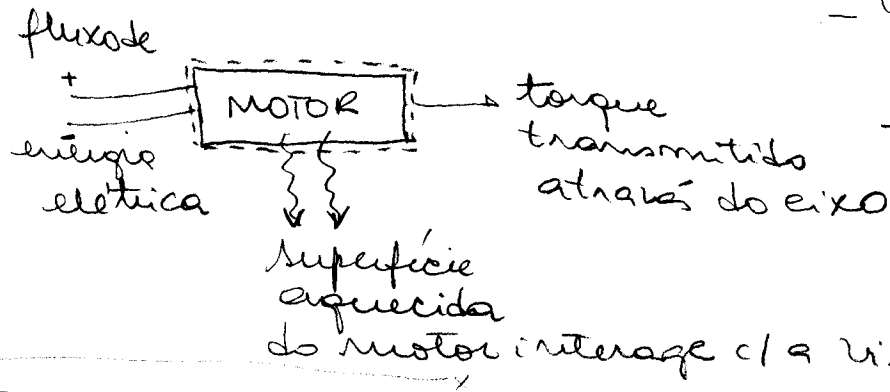 fluxo de
+
MOTOR
energia
elétrica
torque
transmitido
através do eixo
superfície
aquecida
do motor interage c/ a